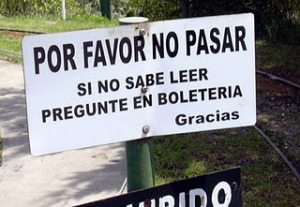 POR FAVOR NO PASAR
SI NO SABE LEER
PREGUNTE EN BOLETERIA
Gracias